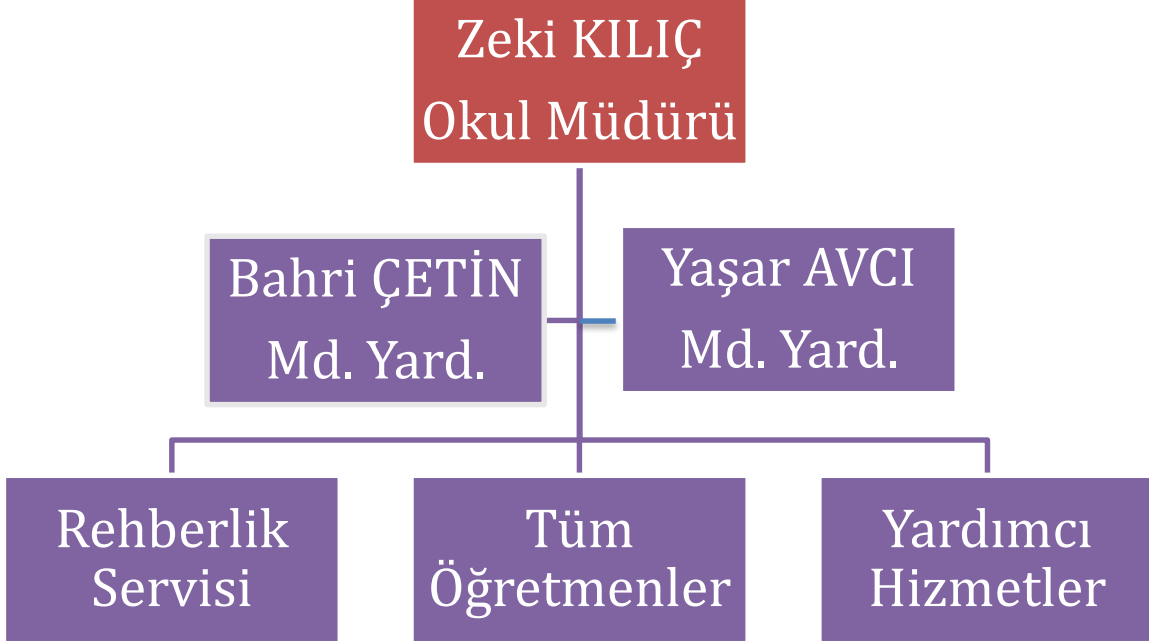 Zeki KILIÇ
Okul Müdürü
Bahri ÇETİN
Md. Yard.
Yaşar AVCI
Md. Yard.
Rehberlik
Servisi
Tüm
Öğretmenler
Yardımcı
Hizmetler